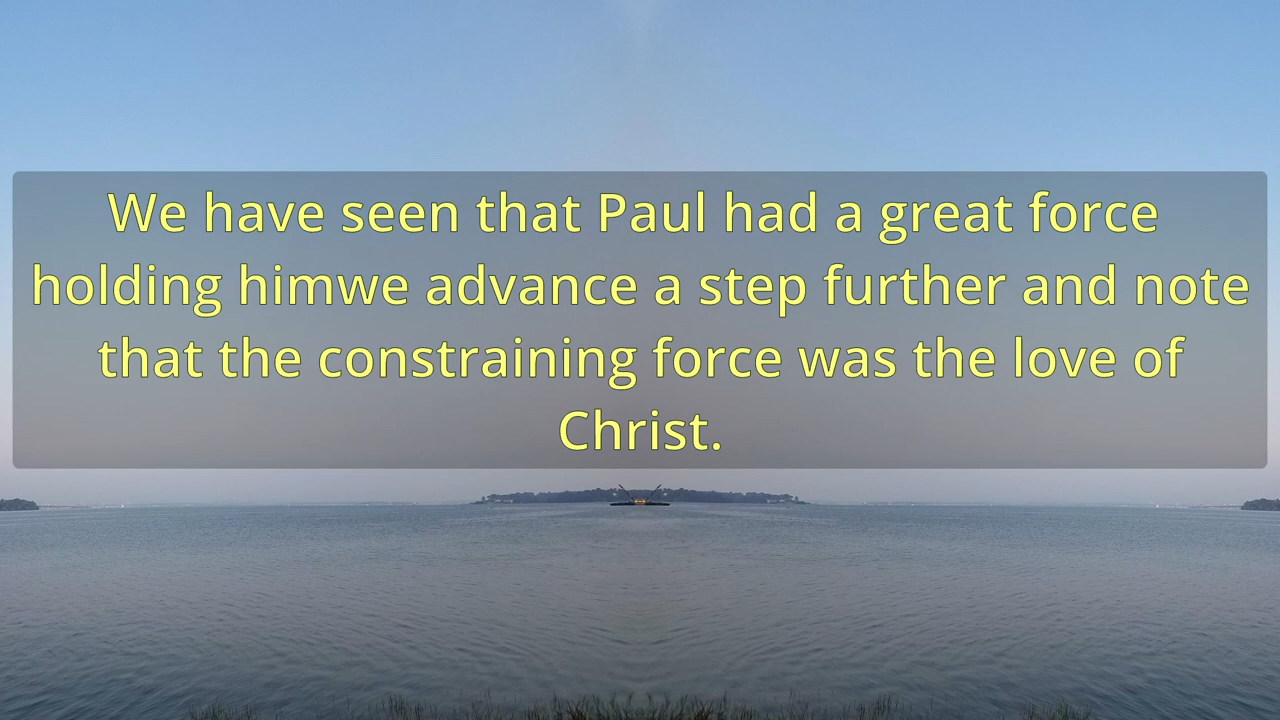 We have seen that Paul had a great force
holding himwe advance a step further and note
that the constraining force was the love of
Christ.